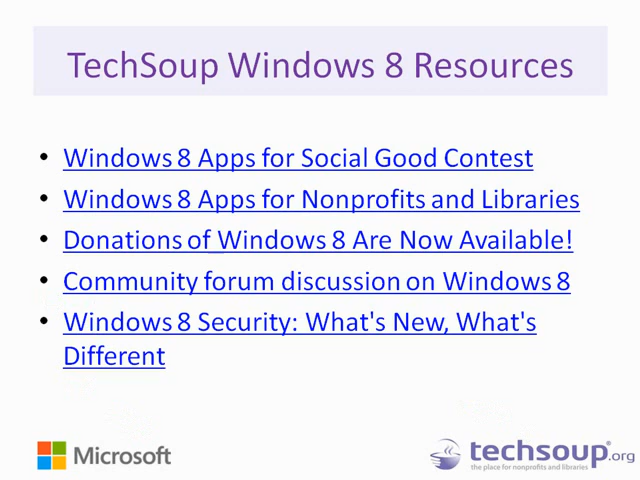 TechSoup Windows 8 Resources
• Windows 8 Apps for Social Good Contest
• Windows 8 Apps for Nonprofits and Libraries
• Donations of Windows 8 Are Now Available!
• Community forum discussion on Windows 8
• Windows 8 Security: What's New, What's
Different
Microsoft
techsoup®.org
the place for nonprofits and libraries